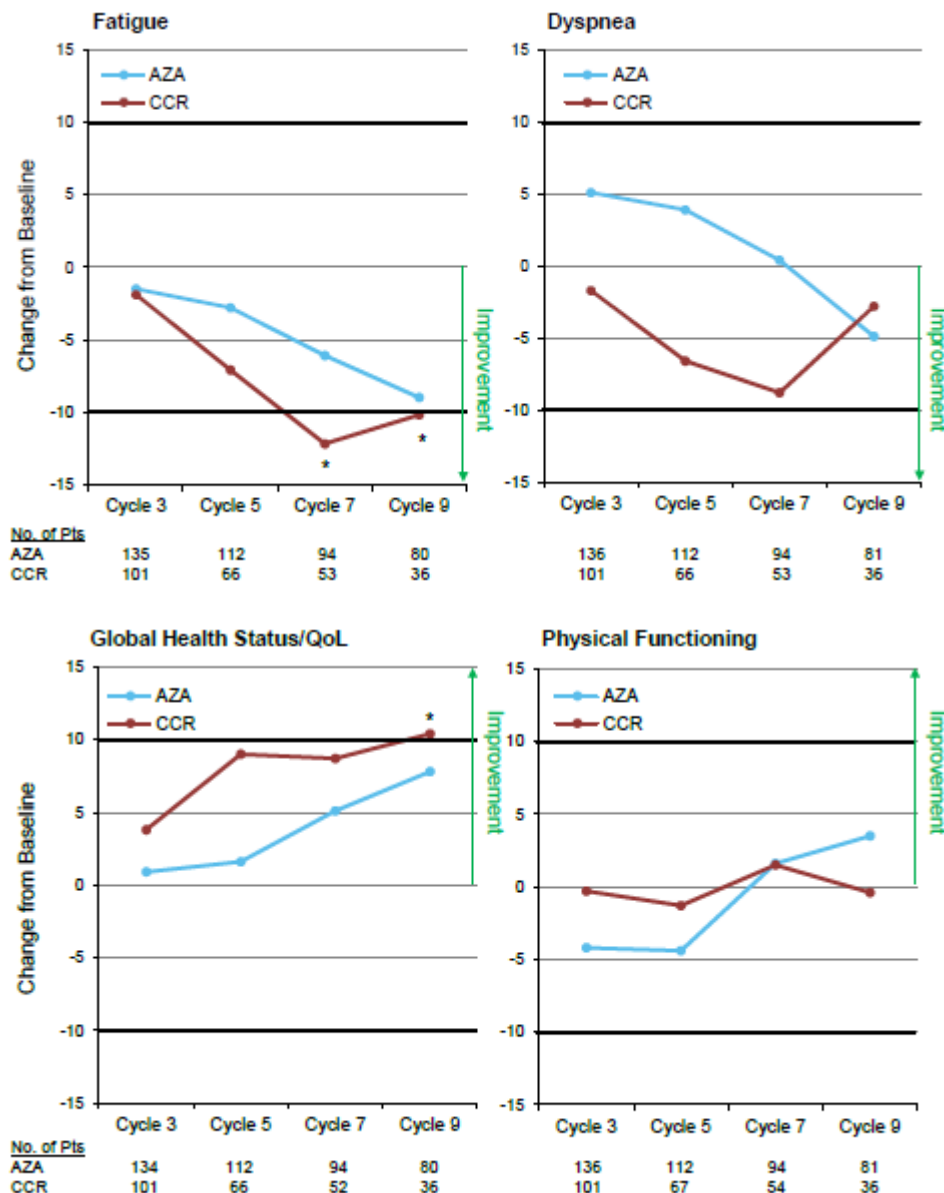 Fatigue
15
10
5
0
-5
-10
-15
Change from Baseline
AZA
CCR
*
*
Improvement
Cycle 3 Cycle 5 Cycle 7 Cycle 9
No. of Pts
AZA 135 112 94 80
CCR 101 66 53 36
Dyspnea
15
10
5
0
-5
-10
-15
AZA
CCR
Improvement
Cycle 3 Cycle 5 Cycle 7 Cycle 9
136 112 94 81
101 66 53 36
Global Health Status/QoL
15
10
5
0
-5
-10
-15
Change from Baseline
AZA
CCR
*
Improvement
Cycle 3 Cycle 5 Cycle 7 Cycle 9
No. of Pts
AZA 134 112 94 80
CCR 101 66 52 36
Physical Functioning
15
10
5
0
-5
-10
-15
AZA
CCR
Improvement
Cycle 3 Cycle 5 Cycle 7 Cycle 9
136 112 94 81
101 67 54 36